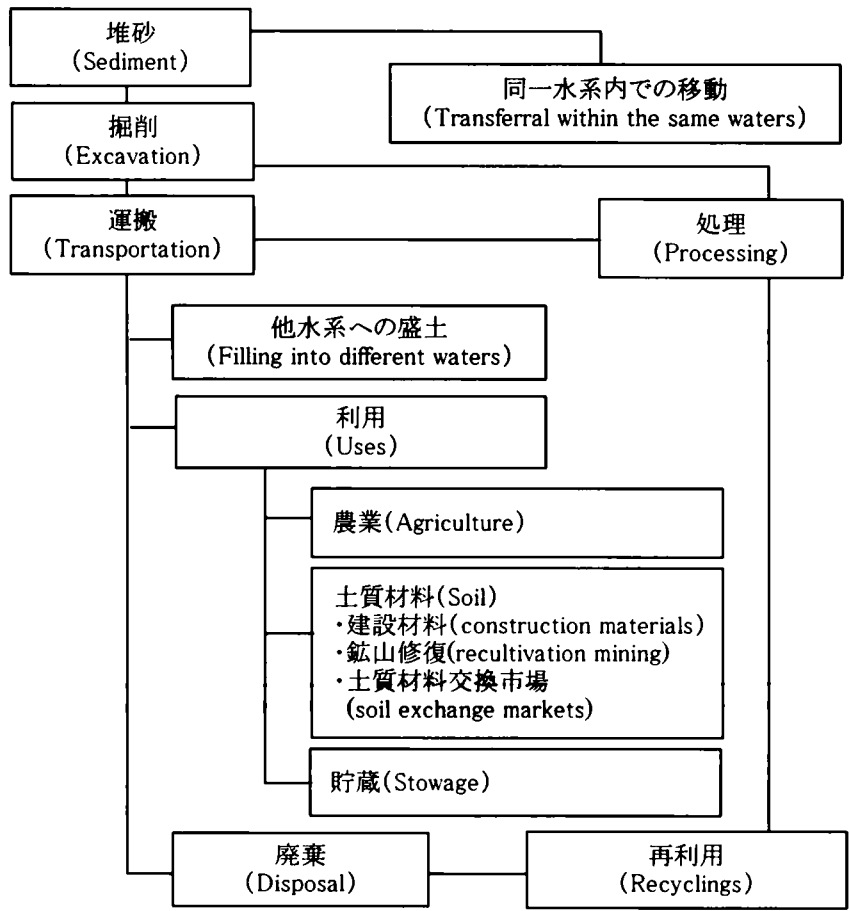 堆砂
(Sediment)
同一水系内での移動
(Transferral within the same waters)
掘削
(Excavation)
運搬
(Transportation)
処理
(Processing)
他水系への盛土
(Filling into different waters)
利用
(Uses)
農業(Agriculture)
土質材料(Soil)
・建設材料(construction materials)
・鉱山修復(recultivation mining)
・土質材料交換市場
(soil exchange markets)
貯蔵(Stowage)
廃棄
(Disposal)
再利用
(Recyclings)